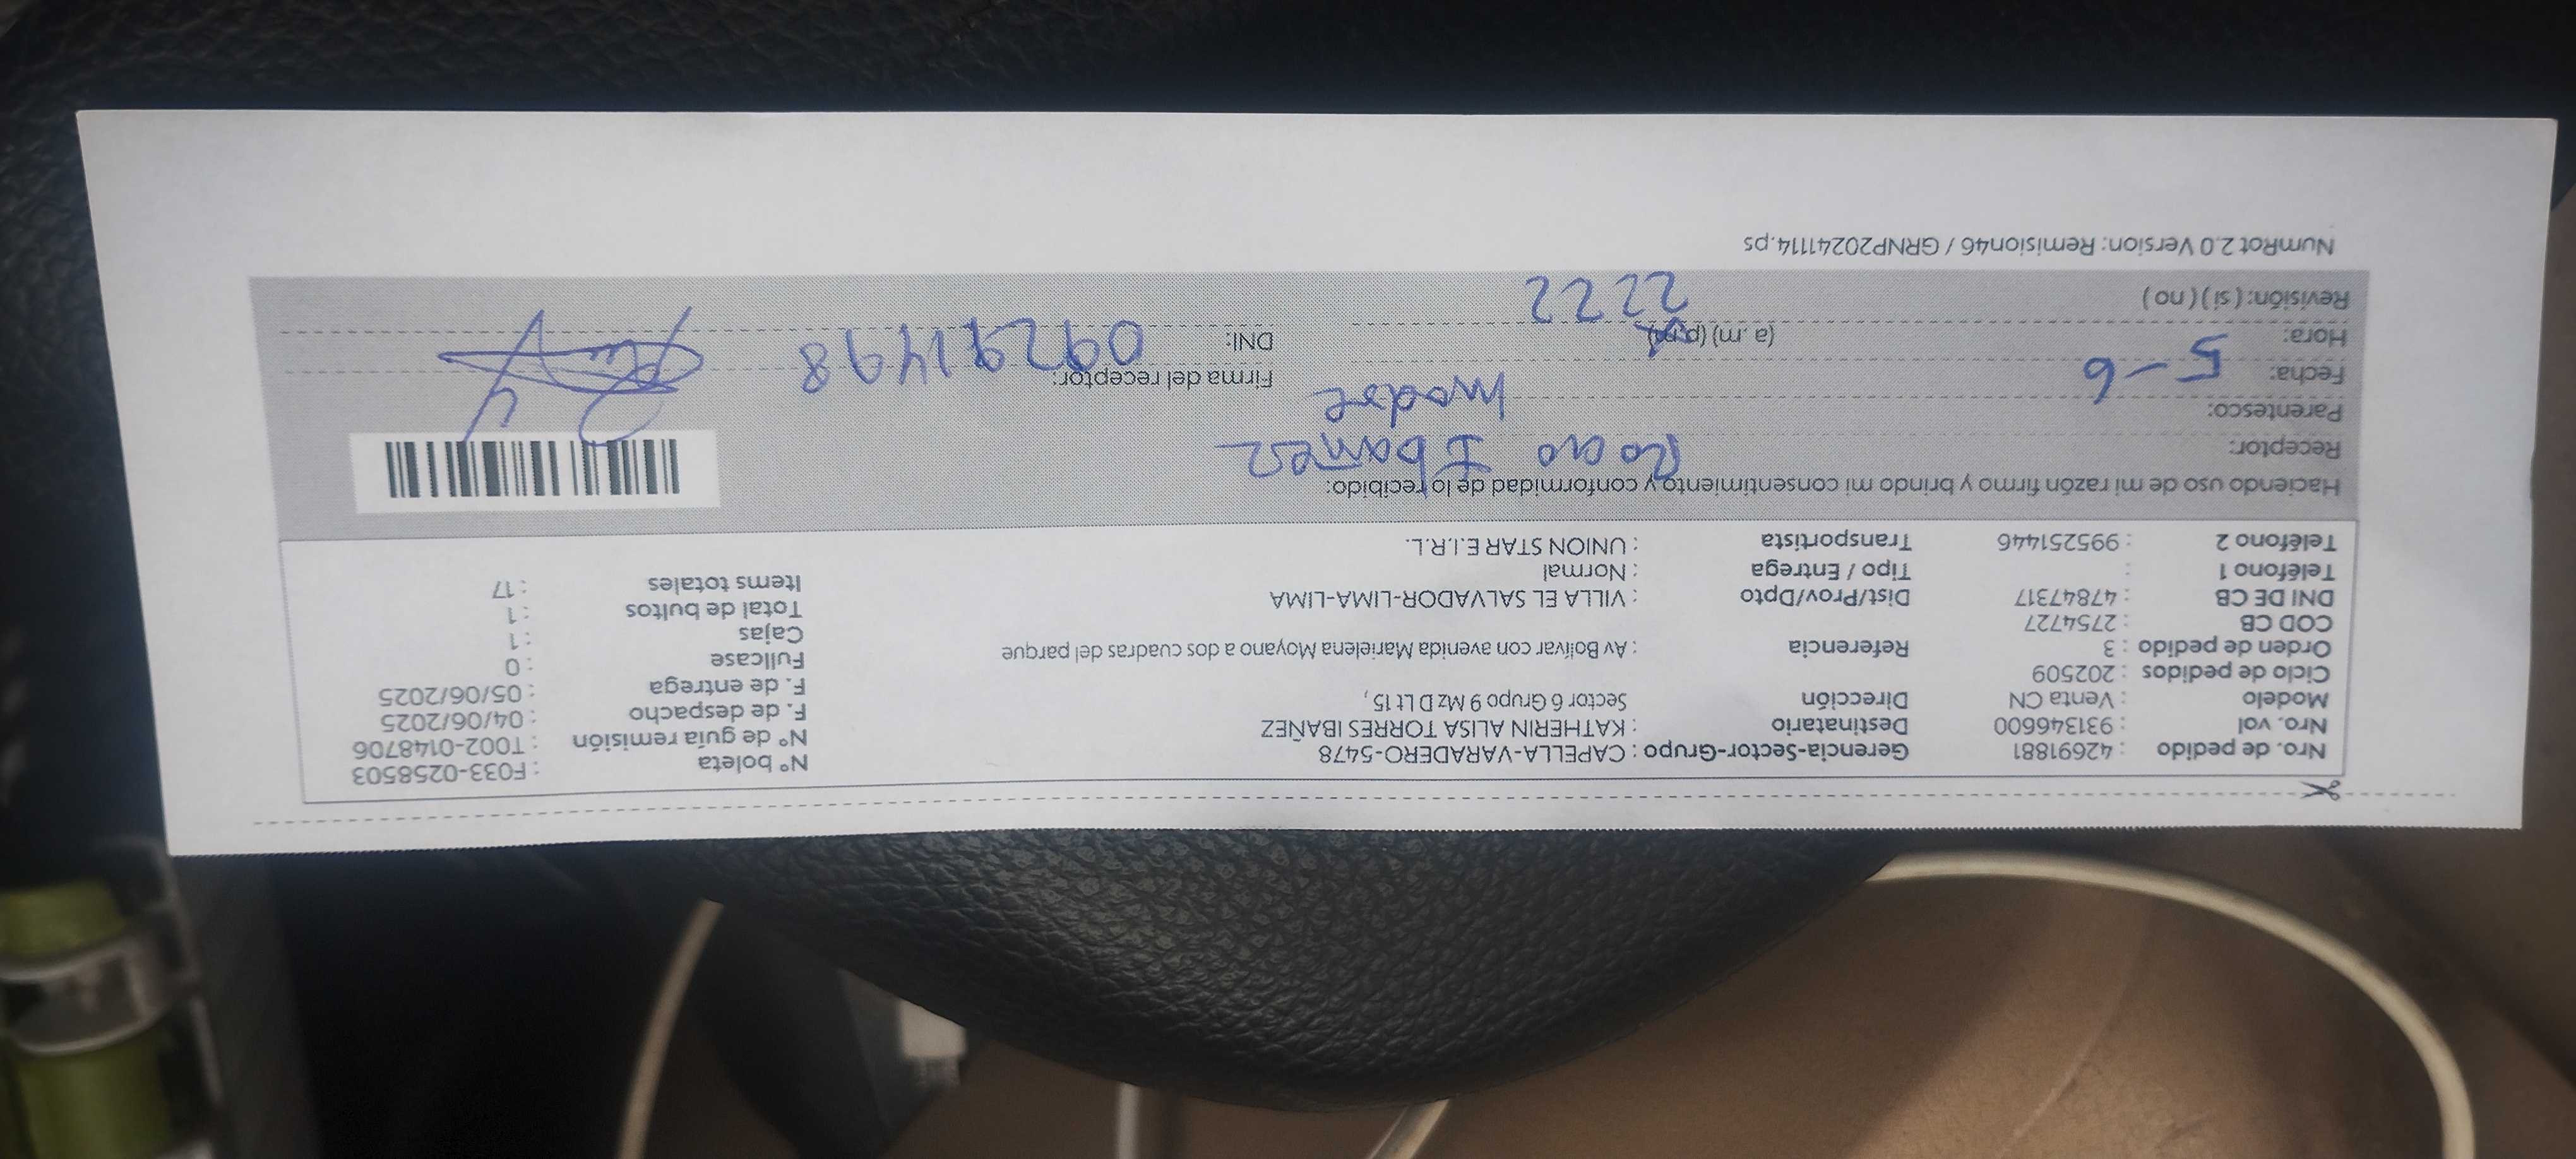 Nro. de pedido : 42691881 Gerencia-Sector-Grupo : CAPELLA-VARADERO-5478 N° boleta : F033-0258503
Nro. vol : 931346600 Destinatario : KATHERIN ALISA TORRES IBAÑEZ N° de guía remisión : T002-0148706
Modelo : Venta CN Dirección Sector 6 Grupo 9 Mz D Lt 15, F. de despacho : 04/06/2025
Ciclo de pedidos : 202509 F. de entrega : 05/06/2025
Orden de pedido : 3 Referencia : Av Bolívar con avenida Marielena Moyano a dos cuadras del parque Fullcase : 0
COD CB : 2754727 Cajas : 1
DNI DE CB : 47847317 Dist/Prov/Dpto : VILLA EL SALVADOR-LIMA-LIMA Total de bultos : 1
Teléfono 1 : Tipo / Entrega : Normal Items totales : 17
Teléfono 2 : 995251446 Transportista : UNION STAR E.I.R.L.
Haciendo uso de mi razón firmo y brindo mi consentimiento y conformidad de lo recibido:
Receptor: Rocio Ibañez
Parentesco: Madre
Fecha: 5-6 Firma del receptor:
Hora: (a .m) (p.m) DNI: 09291498
Revisión: ( si ) ( no ) 2222
NumRot 2.0 Version: Remision46 / GRNP20241114.ps